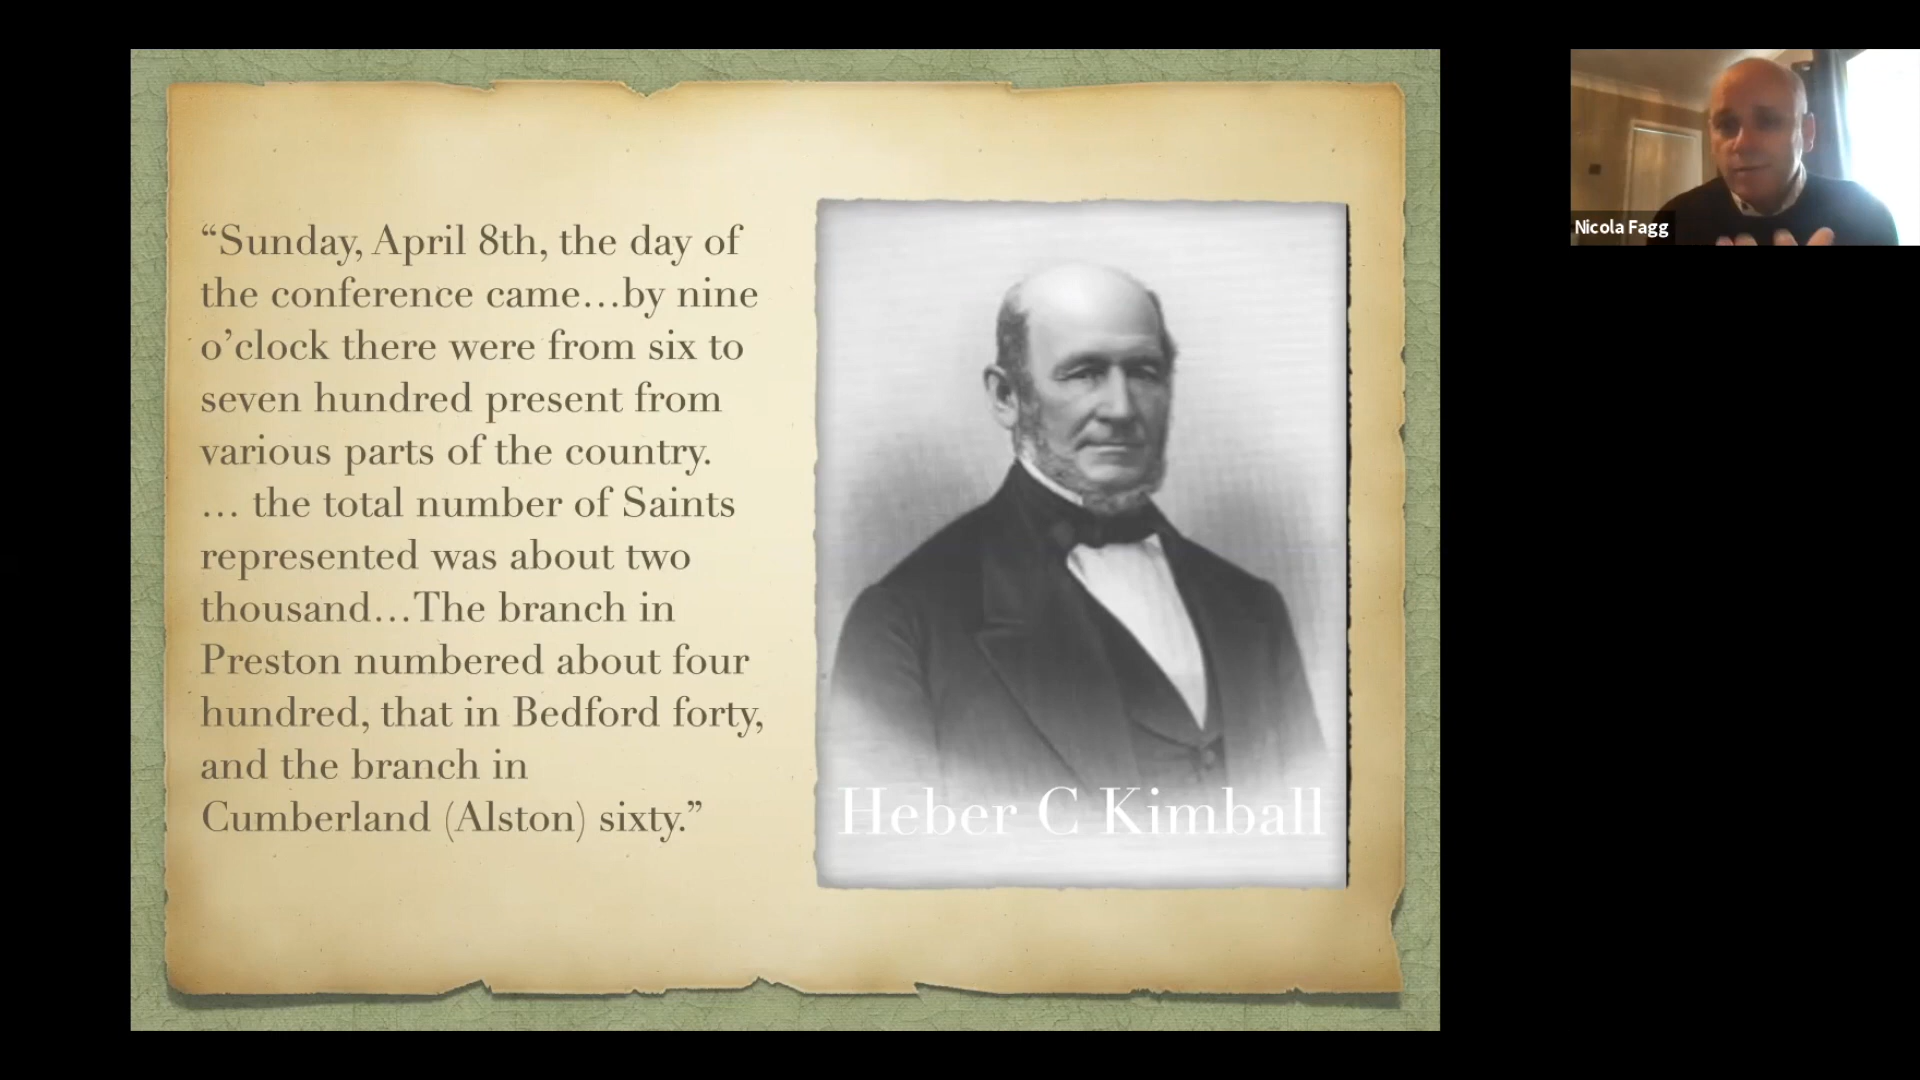 “Sunday, April 8th, the day of
the conference came…by nine
o’clock there were from six to
seven hundred present from
various parts of the country.
… the total number of Saints
represented was about two
thousand…The branch in
Preston numbered about four
hundred, that in Bedford forty,
and the branch in
Cumberland (Alston) sixty.”
Heber C Kimball
Nicola Fagg